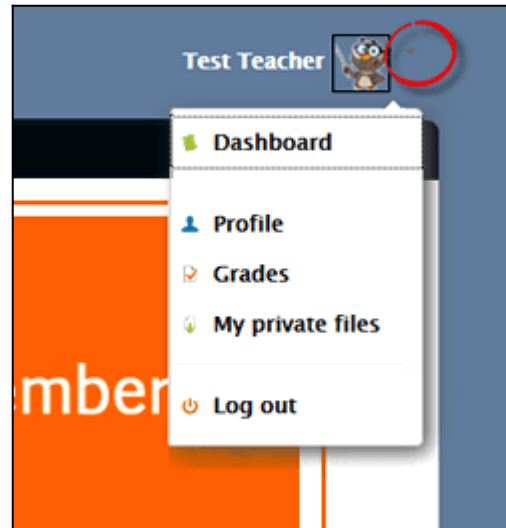 Test Teacher
Dashboard
Profile
Grades
My private files
ember
Log out